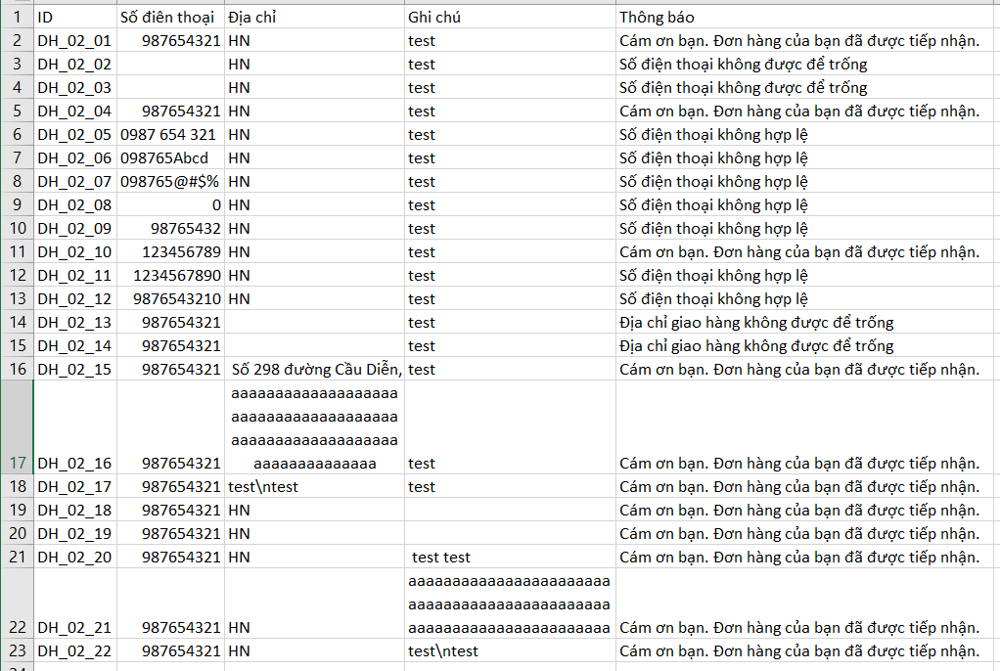 1 ID Số điên thoại Địa chỉ Ghi chú Thông báo
2 DH_02_01 987654321 HN test Cám ơn bạn. Đơn hàng của bạn đã được tiếp nhận.
3 DH_02_02 HN test Số điện thoại không được để trống
4 DH_02_03 HN test Số điện thoại không được để trống
5 DH_02_04 987654321 HN test Cám ơn bạn. Đơn hàng của bạn đã được tiếp nhận.
6 DH_02_05 0987 654 321 HN test Số điện thoại không hợp lệ
7 DH_02_06 098765Abcd HN test Số điện thoại không hợp lệ
8 DH_02_07 098765@#$% HN test Số điện thoại không hợp lệ
9 DH_02_08 0 HN test Số điện thoại không hợp lệ
10 DH_02_09 98765432 HN test Số điện thoại không hợp lệ
11 DH_02_10 123456789 HN test Cám ơn bạn. Đơn hàng của bạn đã được tiếp nhận.
12 DH_02_11 1234567890 HN test Số điện thoại không hợp lệ
13 DH_02_12 9876543210 HN test Số điện thoại không hợp lệ
14 DH_02_13 987654321 test Địa chỉ giao hàng không được để trống
15 DH_02_14 987654321 test Địa chỉ giao hàng không được để trống
16 DH_02_15 987654321 Số 298 đường Cầu Diễn, test Cám ơn bạn. Đơn hàng của bạn đã được tiếp nhận.
aaaaaaaaaaaaaaaaaaa
aaaaaaaaaaaaaaaaaaa
aaaaaaaaaaaaaaaaaaa
17 DH_02_16 987654321 aaaaaaaaaaaaaa test Cám ơn bạn. Đơn hàng của bạn đã được tiếp nhận.
18 DH_02_17 987654321 test\ntest test Cám ơn bạn. Đơn hàng của bạn đã được tiếp nhận.
19 DH_02_18 987654321 HN Cám ơn bạn. Đơn hàng của bạn đã được tiếp nhận.
20 DH_02_19 987654321 HN Cám ơn bạn. Đơn hàng của bạn đã được tiếp nhận.
21 DH_02_20 987654321 HN test test Cám ơn bạn. Đơn hàng của bạn đã được tiếp nhận.
aaaaaaaaaaaaaaaaaaaaaaa
aaaaaaaaaaaaaaaaaaaaaaa
22 DH_02_21 987654321 HN aaaaaaaaaaaaaaaaaaaaaaa Cám ơn bạn. Đơn hàng của bạn đã được tiếp nhận.
23 DH_02_22 987654321 HN test\ntest Cám ơn bạn. Đơn hàng của bạn đã được tiếp nhận.